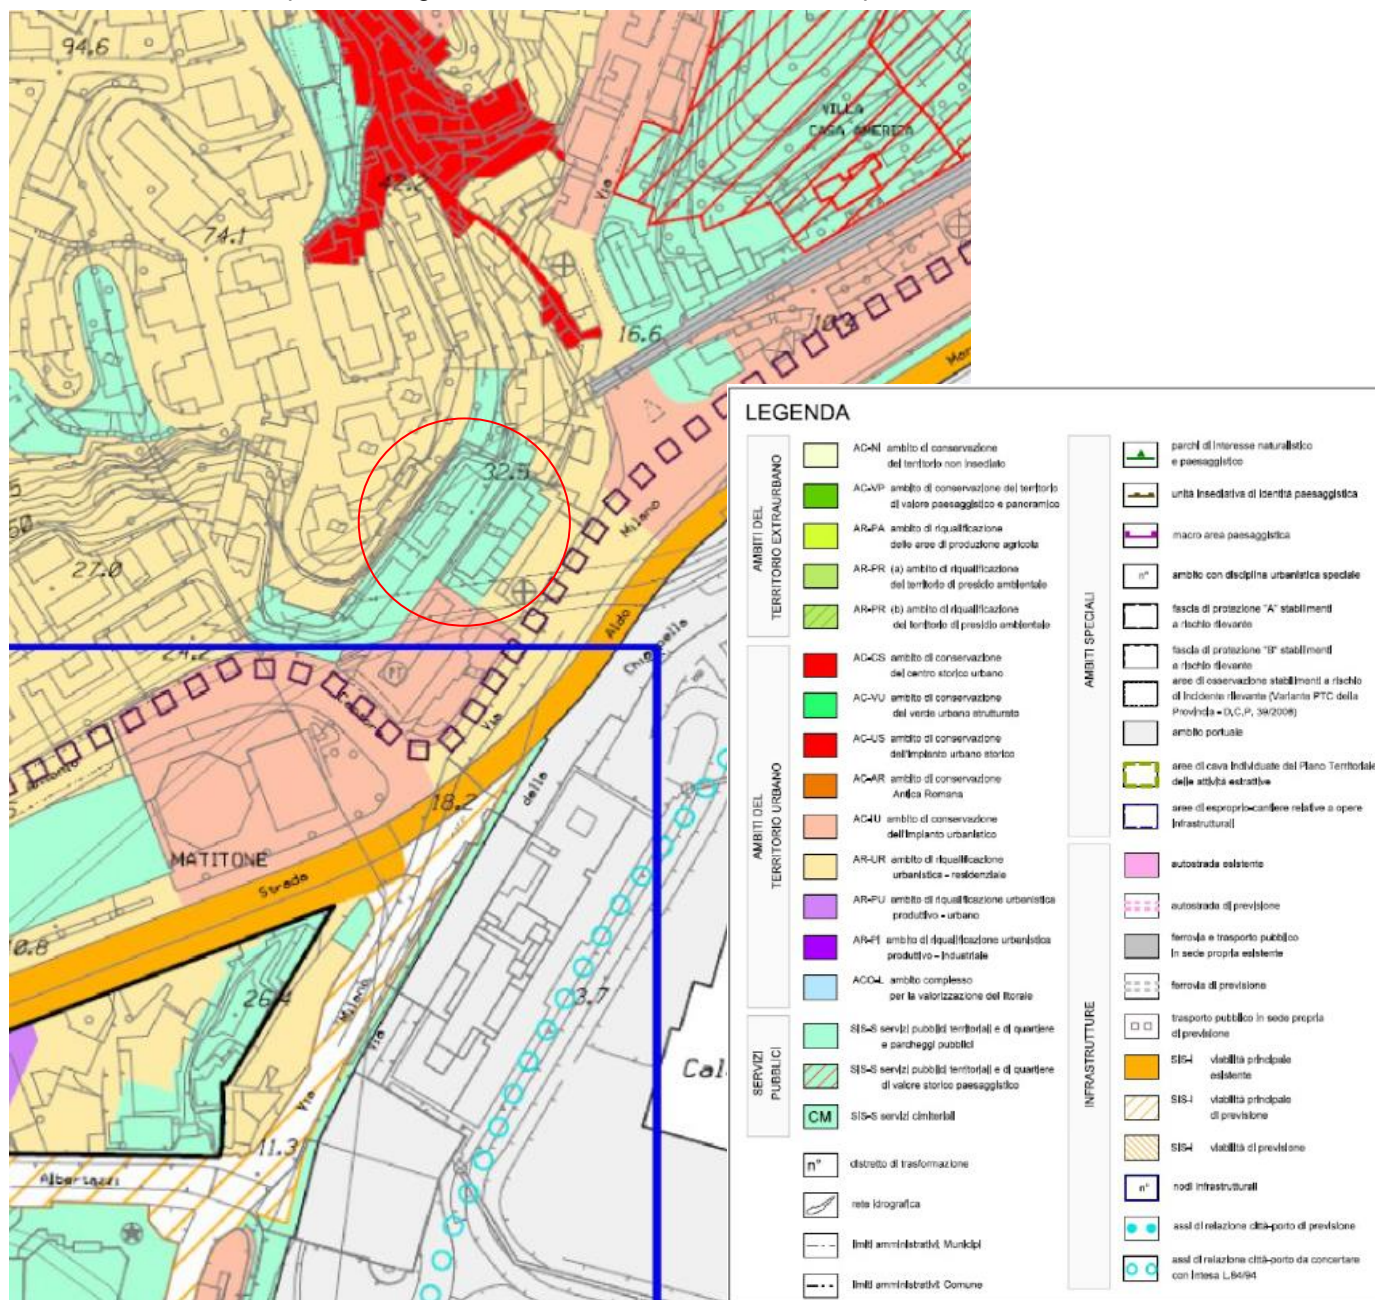 94.6
VILLA
CASA AMERICA
42.2
Via
74.1
16.6
10.2
Mar
32.9
Milano
27.0
Aldo
Chiappella
24.2
Via
della
18.2
MATITONE
Strada
10.8
26.4
Milano
Via
3.7
Cal
Via
11.3
Albertazzi
LEGENDA
AMBITI DEL
TERRITORIO EXTRAURBANO
AC-NI ambito di conservazione
del territorio non insediato
AC-VP ambito di conservazione del territorio
di valore paesaggistico e panoramico
AR-PA ambito di riqualificazione
delle aree di produzione agricola
AR-PR (a) ambito di riqualificazione
del territorio di presidio ambientale
AR-PR (b) ambito di riqualificazione
del territorio di presidio ambientale
AMBITI DEL
TERRITORIO URBANO
AC-CS ambito di conservazione
del centro storico urbano
AC-VU ambito di conservazione
del verde urbano strutturato
AC-US ambito di conservazione
dell'impianto urbano storico
AC-AR ambito di conservazione
Antica Romana
AC-IU ambito di conservazione
dell'impianto urbanistico
AR-UR ambito di riqualificazione
urbanistica - residenziale
AR-PU ambito di riqualificazione urbanistica
produttivo - urbano
AR-PI ambito di riqualificazione urbanistica
produttivo - industriale
ACO-L ambito complesso
per la valorizzazione del litorale
SERVIZI
PUBBLICI
SIS-S servizi pubblici territoriali e di quartiere
e parcheggi pubblici
SIS-S servizi pubblici territoriali e di quartiere
di valore storico paesaggistico
CM SIS-S servizi cimiteriali
n° distretto di trasformazione
rete idrografica
limiti amministrativi: Municipi
limiti amministrativi: Comune
AMBITI SPECIALI
parchi di interesse naturalistico
e paesaggistico
unità insediativa di identità paesaggistica
macro area paesaggistica
n° ambito con disciplina urbanistica speciale
fascia di protezione "A" stabilimenti
a rischio rilevante
fascia di protezione "B" stabilimenti
a rischio rilevante
aree di osservazione stabilimenti a rischio
di incidente rilevante (Variante PTC della
Provincia - D.C.P. 39/2008)
ambito portuale
aree di cava individuate dal Piano Territoriale
delle attività estrattive
aree di esproprio-cantiere relative a opere
infrastrutturali
INFRASTRUTTURE
autostrada esistente
autostrada di previsione
ferrovia e trasporto pubblico
in sede propria esistente
ferrovia di previsione
trasporto pubblico in sede propria
di previsione
SIS-I viabilità principale
esistente
SIS-I viabilità principale
di previsione
SIS-I viabilità di previsione
n° nodi infrastrutturali
assi di relazione città-porto di previsione
assi di relazione città-porto da concertare
con Intesa L.84/94